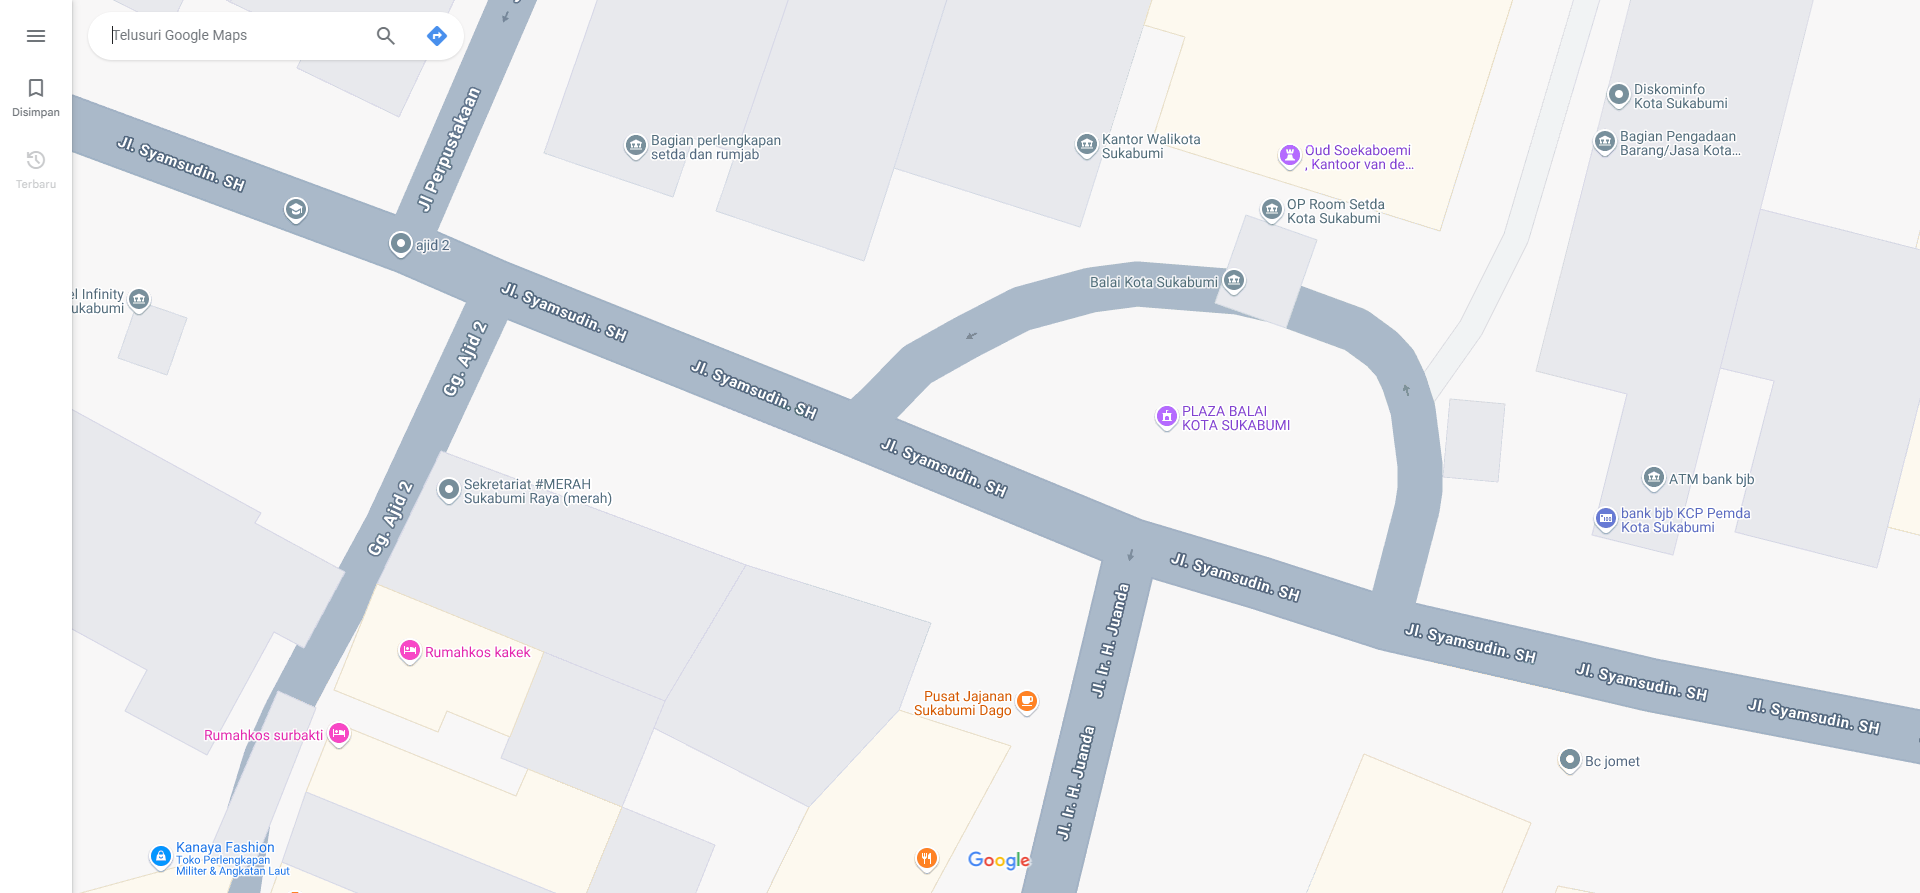 Telusuri Google Maps
Disimpan
Terbaru
Jl. Syamsudin. SH
Jl Perpustakaan
Bagian perlengkapan
setda dan rumjab
Kantor Walikota
Sukabumi
Oud Soekaboemi
, Kantoor van de...
Diskominfo
Kota Sukabumi
Bagian Pengadaan
Barang/Jasa Kota...
OP Room Setda
Kota Sukabumi
ajid 2
el Infinity
ukabumi
Jl. Syamsudin. SH
Balai Kota Sukabumi
Gg. Ajid 2
Jl. Syamsudin. SH
PLAZA BALAI
KOTA SUKABUMI
Jl. Syamsudin. SH
Sekretariat #MERAH
Sukabumi Raya (merah)
Gg. Ajid 2
ATM bank bjb
bank bjb KCP Pemda
Kota Sukabumi
Jl. Syamsudin. SH
Jl. Ir. H. Juanda
Jl. Syamsudin. SH
Rumahkos kakek
Jl. Syamsudin. SH
Pusat Jajanan
Sukabumi Dago
Jl. Syamsudin. SH
Rumahkos surbakti
Jl. Ir. H. Juanda
Bc jomet
Kanaya Fashion
Toko Perlengkapan
Militer & Angkatan Laut
Google